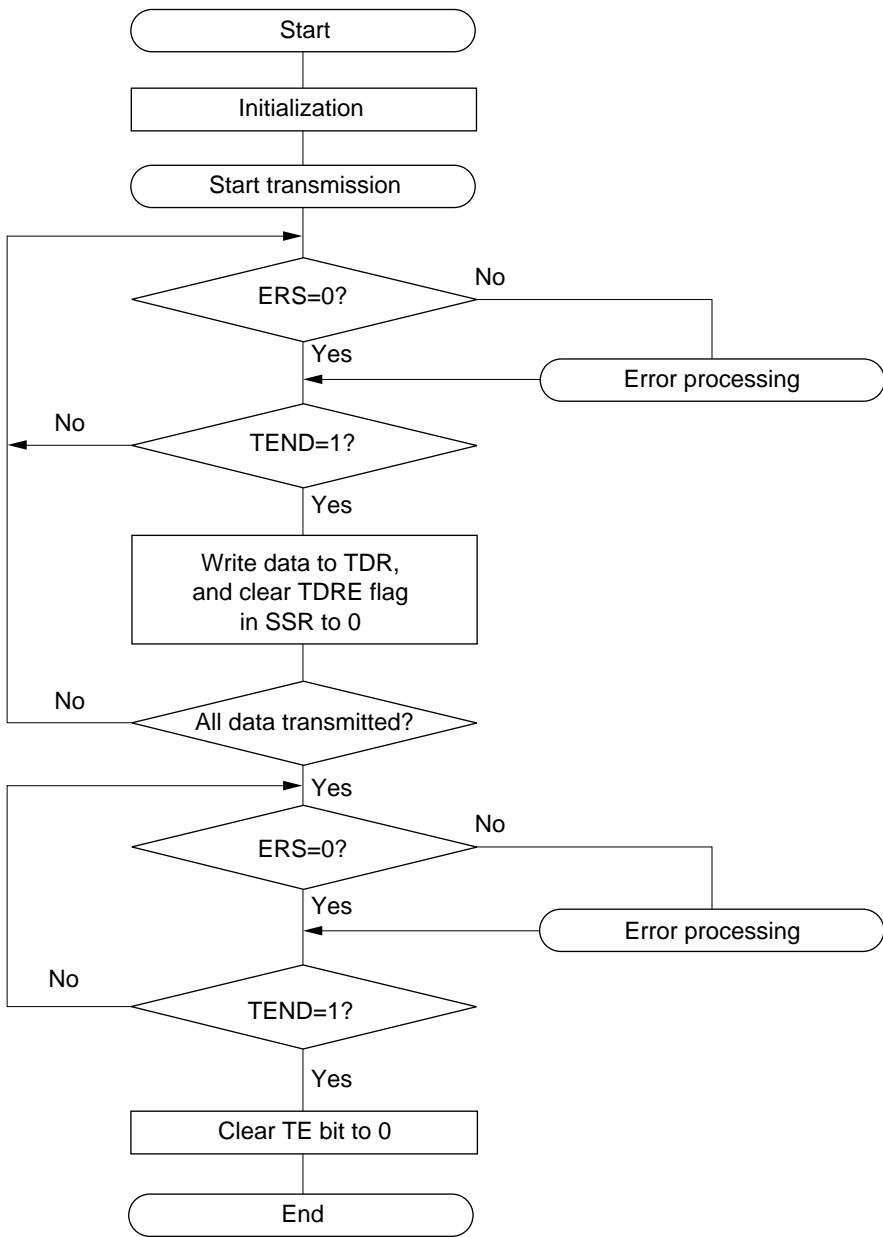 Start
Initialization
Start transmission
ERS=0?
No
Yes
Error processing
No
TEND=1?
Yes
Write data to TDR,
and clear TDRE flag
in SSR to 0
No
All data transmitted?
Yes
ERS=0?
No
Yes
Error processing
No
TEND=1?
Yes
Clear TE bit to 0
End